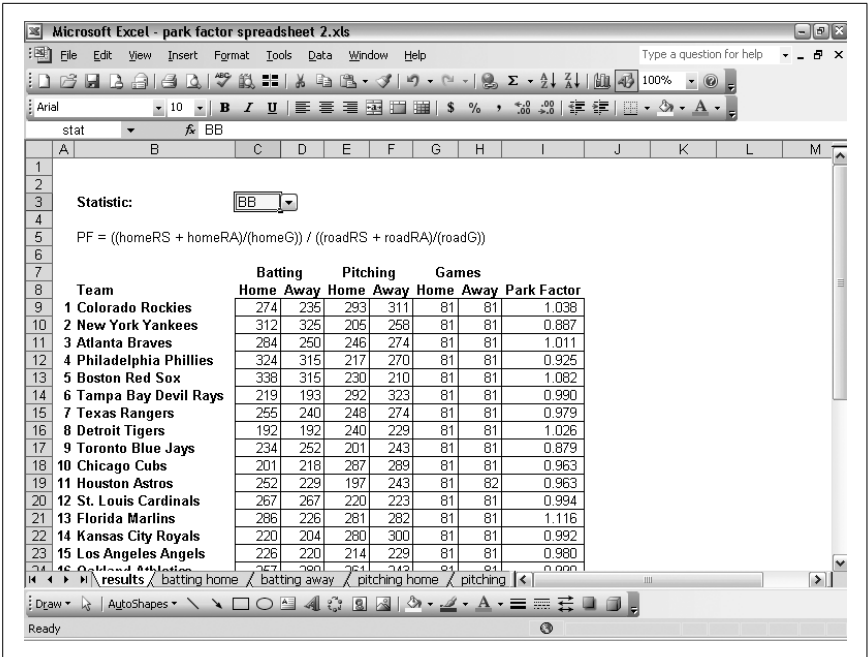 Microsoft Excel - park factor spreadsheet 2.xls
File Edit View Insert Format Tools Data Window Help Type a question for help
100%
Arial 10 B I U $ % ,
stat fx BB
A B C D E F G H I J K L M
1
2
3 Statistic: BB
4
5 PF = ((homeRS + homeRA)/(homeG)) / ((roadRS + roadRA)/(roadG))
6
7 Batting Pitching Games
8 Team Home Away Home Away Home Away Park Factor
9 1 Colorado Rockies 274 235 293 311 81 81 1.038
10 2 New York Yankees 312 325 205 258 81 81 0.887
11 3 Atlanta Braves 284 250 246 274 81 81 1.011
12 4 Philadelphia Phillies 324 315 217 270 81 81 0.925
13 5 Boston Red Sox 338 315 230 210 81 81 1.082
14 6 Tampa Bay Devil Rays 219 193 292 323 81 81 0.990
15 7 Texas Rangers 255 240 248 274 81 81 0.979
16 8 Detroit Tigers 192 192 240 229 81 81 1.026
17 9 Toronto Blue Jays 234 252 201 243 81 81 0.879
18 10 Chicago Cubs 201 218 287 289 81 81 0.963
19 11 Houston Astros 252 229 197 243 81 82 0.963
20 12 St. Louis Cardinals 267 267 220 223 81 81 0.994
21 13 Florida Marlins 286 226 281 282 81 81 1.116
22 14 Kansas City Royals 220 204 280 300 81 81 0.992
23 15 Los Angeles Angels 226 220 214 229 81 81 0.980
24 16 Oakland Athletics 81 81
results batting home batting away pitching home pitching
Draw AutoShapes
Ready